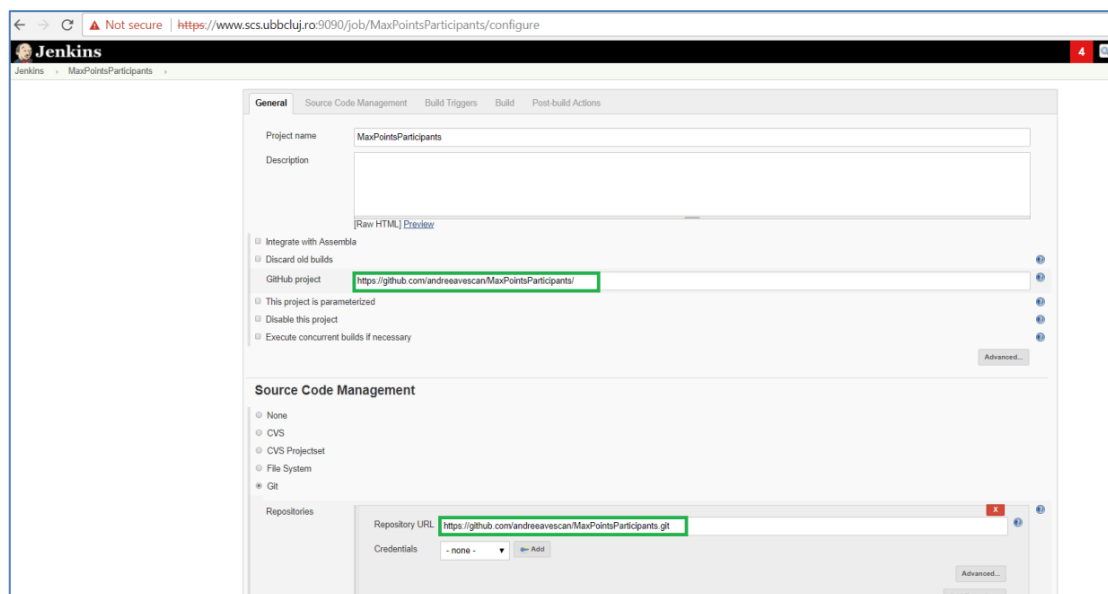 Not secure | https://www.scs.ubbcluj.ro:9090/job/MaxPointsParticipants/configure
Jenkins 4
Jenkins MaxPointsParticipants
General Source Code Management Build Triggers Build Post-build Actions
Project name MaxPointsParticipants
Description
[Raw HTML] Preview
Integrate with Assembla
Discard old builds
GitHub project https://github.com/andreeavescan/MaxPointsParticipants/
This project is parameterized
Disable this project
Execute concurrent builds if necessary
Advanced...
Source Code Management
None
CVS
CVS Projectset
File System
Git
Repositories X
Repository URL https://github.com/andreeavescan/MaxPointsParticipants.git
Credentials - none - Add
Advanced...